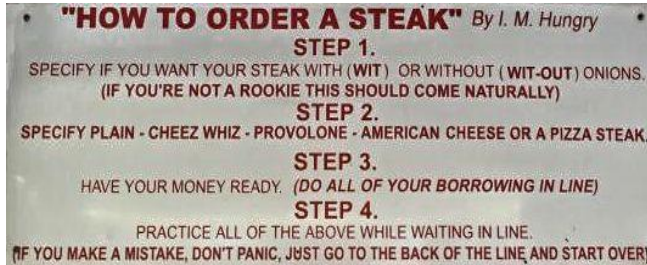 "HOW TO ORDER A STEAK" By I. M. Hungry
STEP 1.
SPECIFY IF YOU WANT YOUR STEAK WITH (WIT) OR WITHOUT (WIT-OUT) ONIONS.
(IF YOU'RE NOT A ROOKIE THIS SHOULD COME NATURALLY)
STEP 2.
SPECIFY PLAIN - CHEEZ WHIZ - PROVOLONE - AMERICAN CHEESE OR A PIZZA STEAK.
STEP 3.
HAVE YOUR MONEY READY. (DO ALL OF YOUR BORROWING IN LINE)
STEP 4.
PRACTICE ALL OF THE ABOVE WHILE WAITING IN LINE.
(IF YOU MAKE A MISTAKE, DON'T PANIC, JUST GO TO THE BACK OF THE LINE AND START OVER)